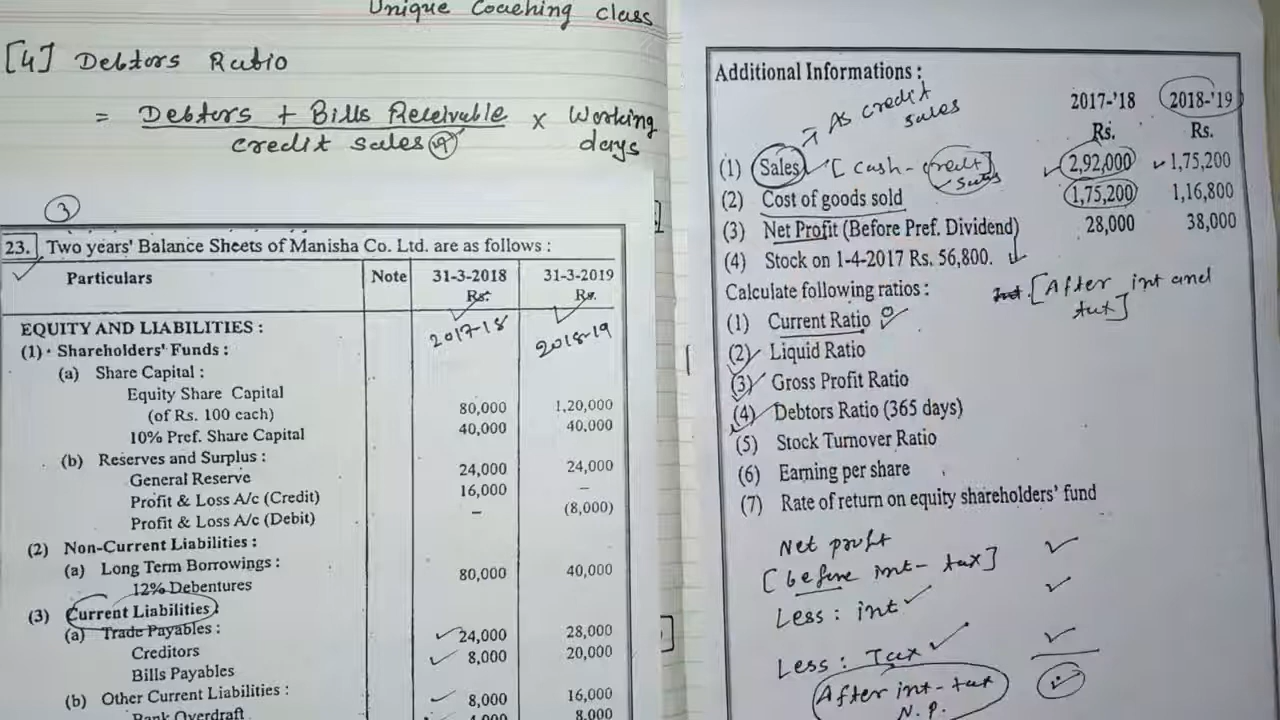 Unique Coaching class
[4] Debtors Ratio
= Debtors + Bills Receivable × Working
credit sales days
3
23. Two years' Balance Sheets of Manisha Co. Ltd. are as follows :
Particulars Note 31-3-2018 31-3-2019
Rs. Rs.
2017-18 2018-19
EQUITY AND LIABILITIES :
(1) Shareholders' Funds :
(a) Share Capital :
Equity Share Capital
(of Rs. 100 each) 80,000 1,20,000
10% Pref. Share Capital 40,000 40,000
(b) Reserves and Surplus :
General Reserve 24,000 24,000
Profit & Loss A/c (Credit) 16,000 –
Profit & Loss A/c (Debit) – (8,000)
(2) Non-Current Liabilities :
(a) Long Term Borrowings :
12% Debentures 80,000 40,000
(3) Current Liabilities
(a) Trade Payables :
Creditors 24,000 28,000
Bills Payables 8,000 20,000
(b) Other Current Liabilities :
Bank Overdraft 8,000 16,000
4,000 8,000
Additional Informations :
As credit
sales
2017-'18 2018-'19
Rs. Rs.
(1) Sales [cash - credit] 2,92,000 1,75,200
sales
(2) Cost of goods sold 1,75,200 1,16,800
(3) Net Profit (Before Pref. Dividend) 28,000 38,000
(4) Stock on 1-4-2017 Rs. 56,800.
[After int and
tax]
Calculate following ratios :
(1) Current Ratio
(2) Liquid Ratio
(3) Gross Profit Ratio
(4) Debtors Ratio (365 days)
(5) Stock Turnover Ratio
(6) Earning per share
(7) Rate of return on equity shareholders' fund
Net profit
[before int - tax]
Less : int
Less : Tax
After int - tax
N.P.